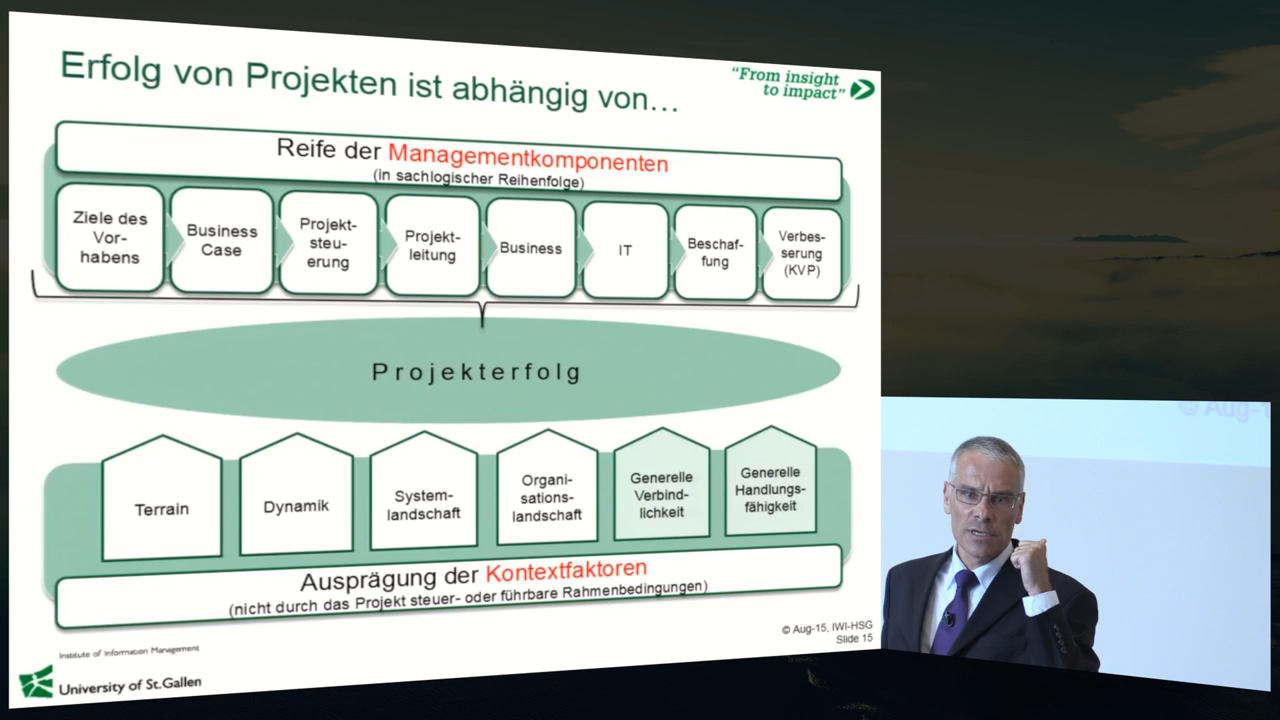 Erfolg von Projekten ist abhängig von…
“From insight
to impact”
Reife der Managementkomponenten
(in sachlogischer Reihenfolge)
Ziele des
Vor-
habens
Business
Case
Projekt-
steu-
erung
Projekt-
leitung
Business
IT
Beschaf-
fung
Verbes-
serung
(KVP)
Projekterfolg
Terrain
Dynamik
System-
landschaft
Organi-
sations-
landschaft
Generelle
Verbind-
lichkeit
Generelle
Handlungs-
fähigkeit
Ausprägung der Kontextfaktoren
(nicht durch das Projekt steuer- oder führbare Rahmenbedingungen)
© Aug-15, IWI-HSG
Slide 15
Institute of Information Management
University of St.Gallen
© Aug-15